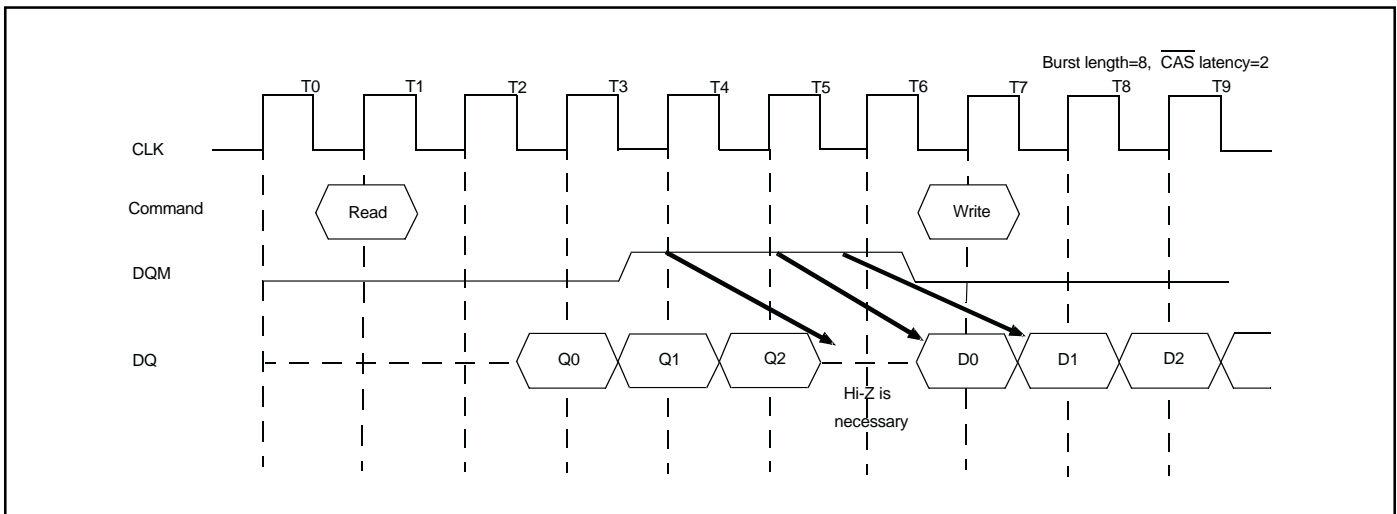 Burst length=8, CAS latency=2
T0 T1 T2 T3 T4 T5 T6 T7 T8 T9
CLK
Command Read Write
DQM
DQ Q0 Q1 Q2 D0 D1 D2
Hi-Z is
necessary